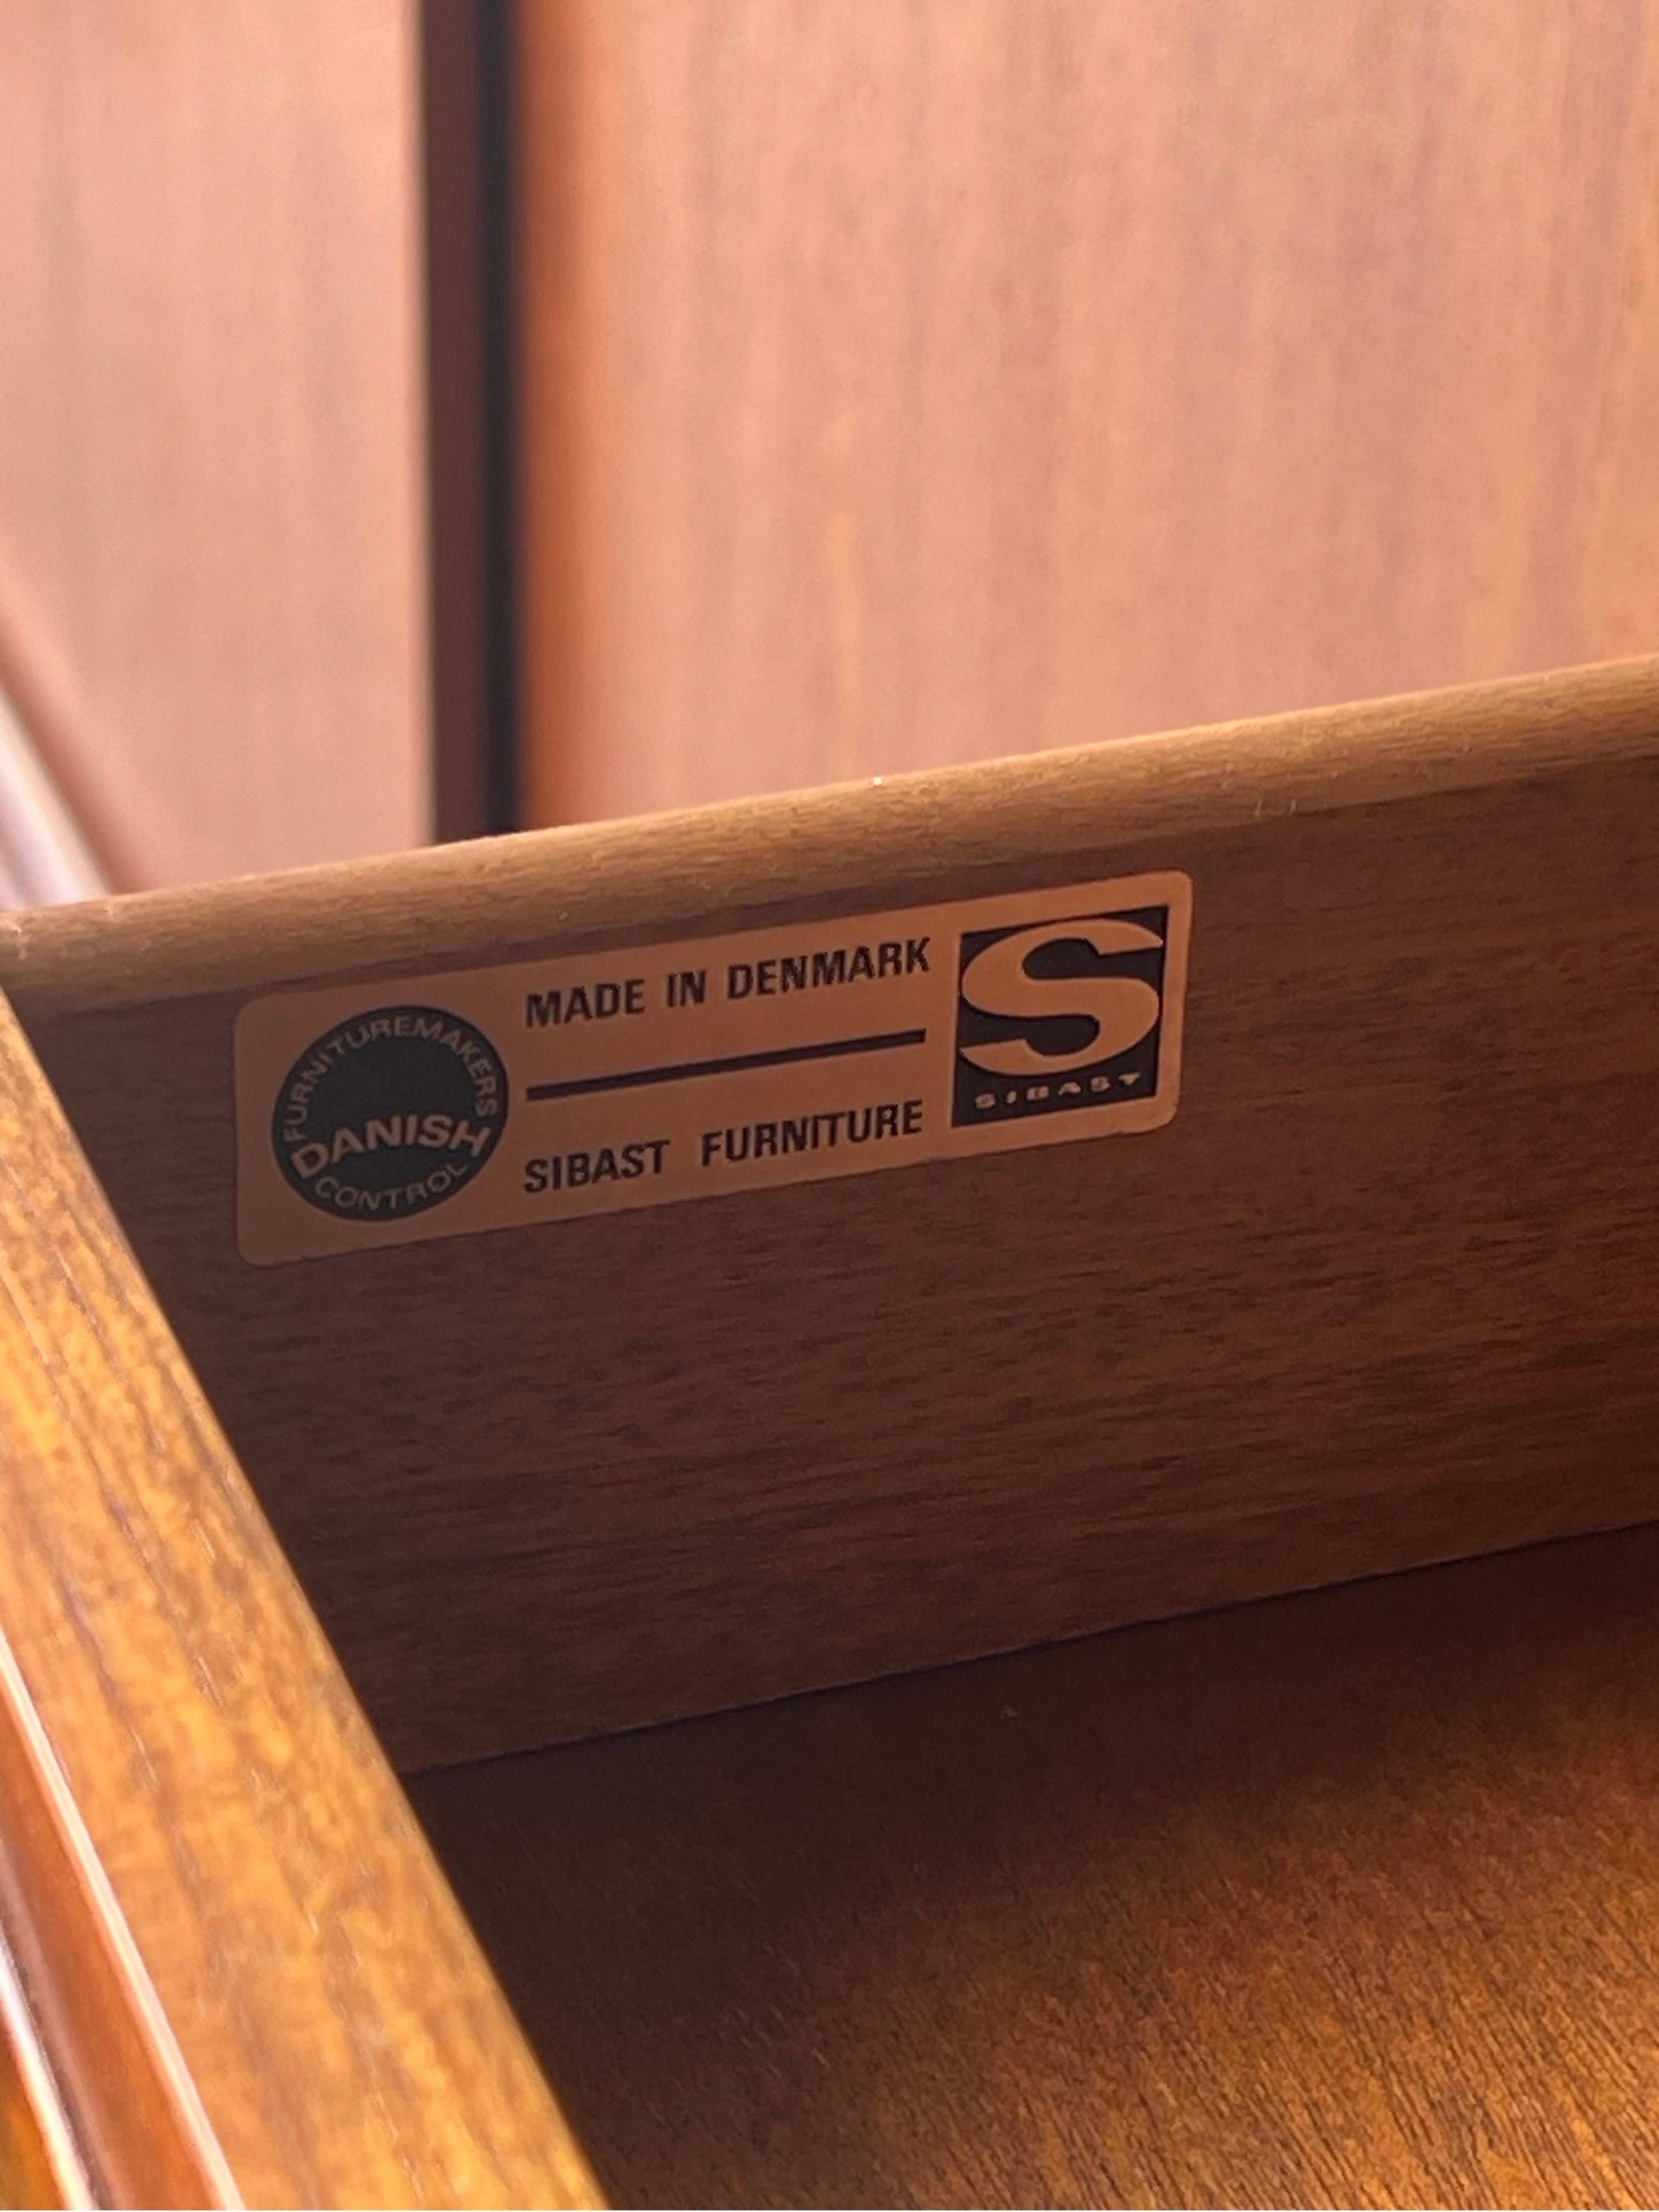 FURNITUREMAKERS
DANISH
CONTROL
MADE IN DENMARK
SIBAST FURNITURE
S
SIBAST